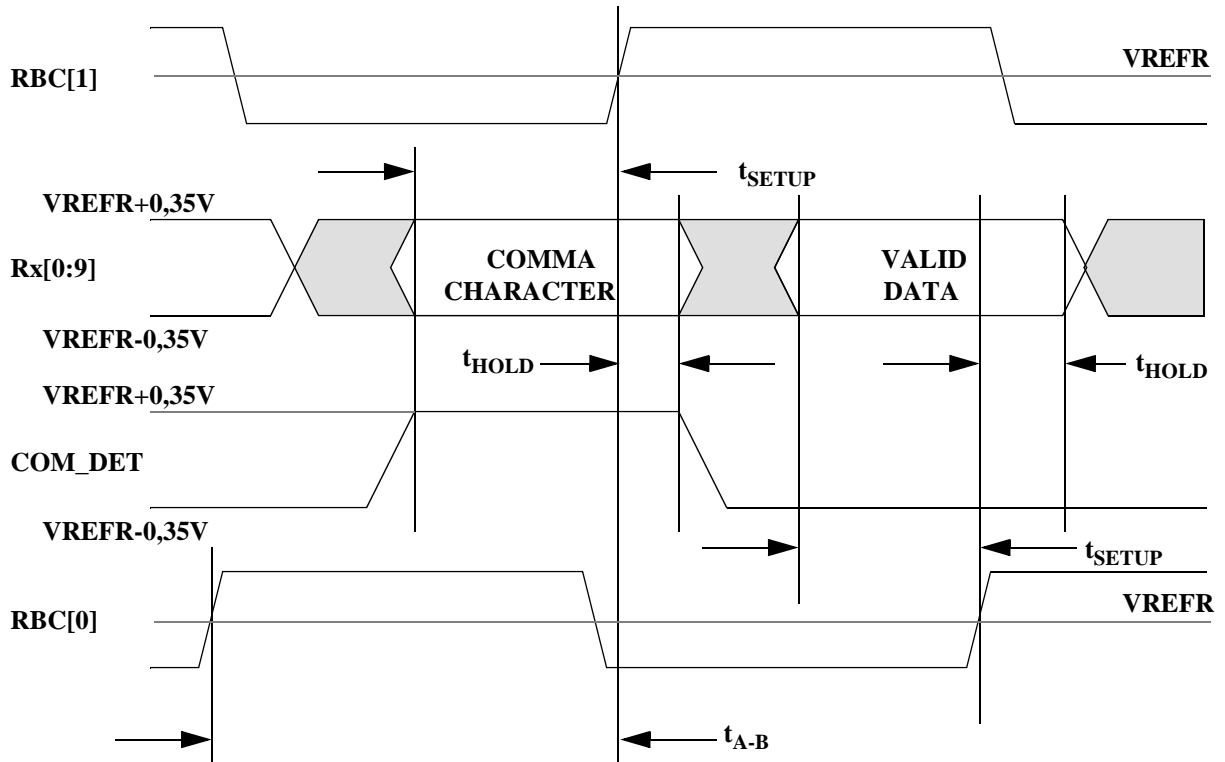 VREFR
RBC[1]
tSETUP
VREFR+0,35V
Rx[0:9]
COMMA
CHARACTER
VALID
DATA
VREFR-0,35V
tHOLD
tHOLD
VREFR+0,35V
COM_DET
VREFR-0,35V
tSETUP
RBC[0]
VREFR
tA-B